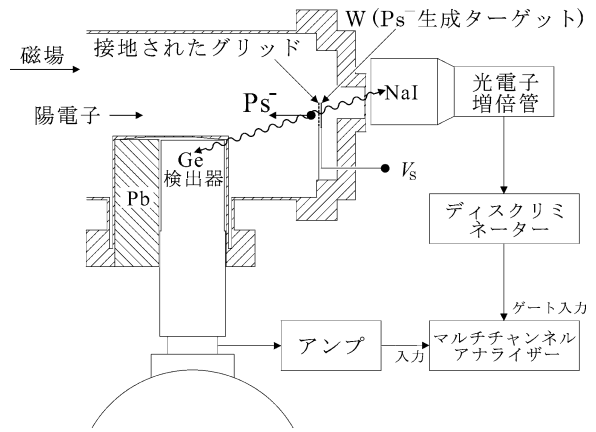 W (Ps⁻生成ターゲット)
接地されたグリッド
磁場
陽電子
Ps⁻
NaI
光電子
増倍管
Ge
検出器
Pb
Vs
ディスクリミ
ネーター
ゲート入力
アンプ
入力
マルチチャンネル
アナライザー